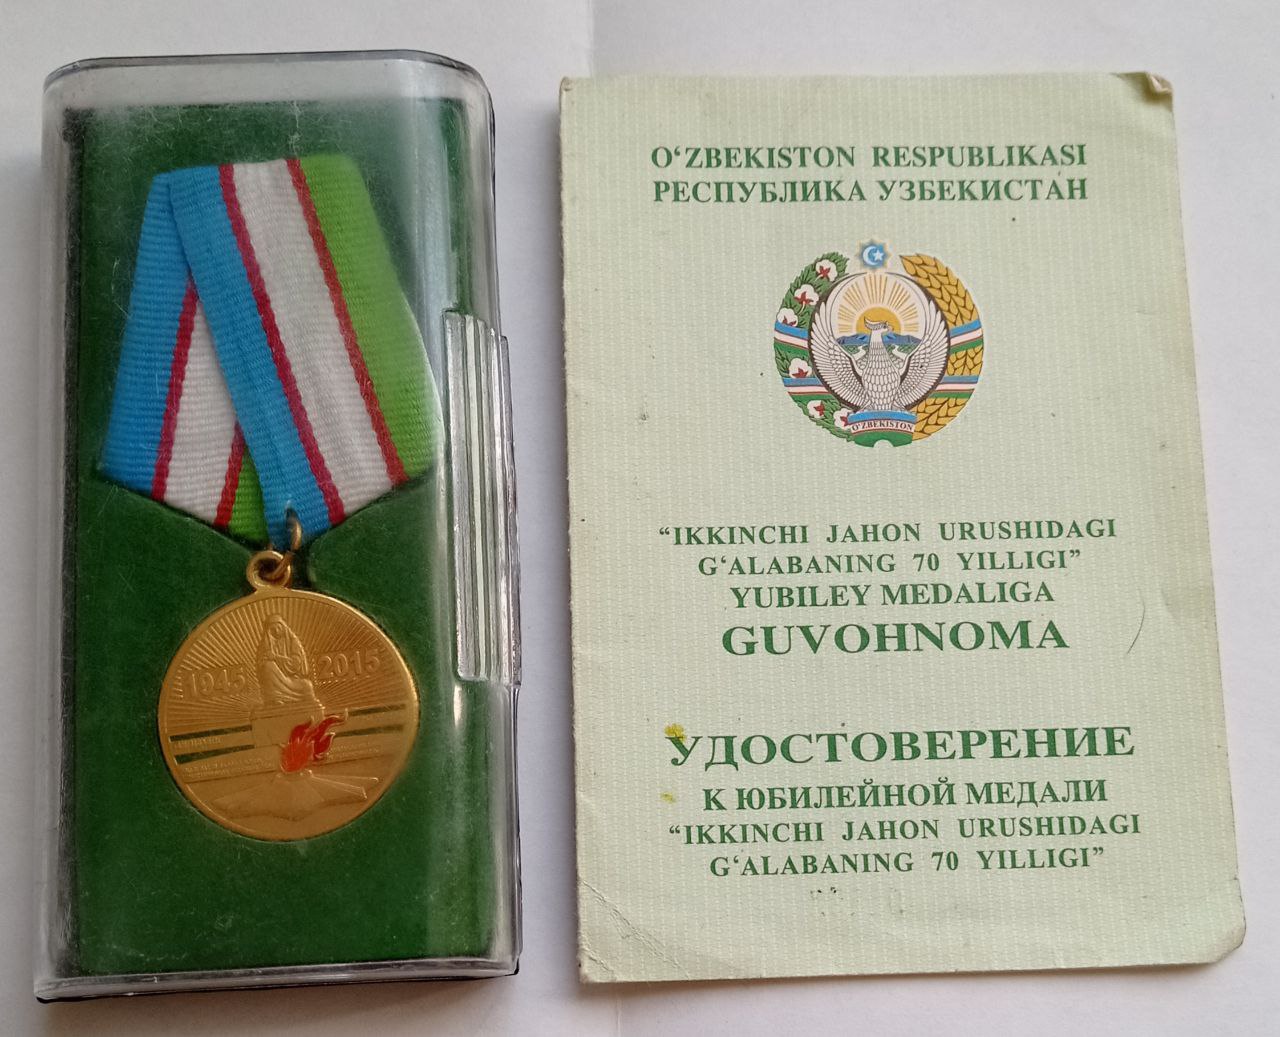 1945 2015
O‘ZBEKISTON RESPUBLIKASI
РЕСПУБЛИКА УЗБЕКИСТАН
O‘ZBEKISTON
“IKKINCHI JAHON URUSHIDAGI
G‘ALABANING 70 YILLIGI”
YUBILEY MEDALIGA
GUVOHNOMA
УДОСТОВЕРЕНИЕ
К ЮБИЛЕЙНОЙ МЕДАЛИ
“IKKINCHI JAHON URUSHIDAGI
G‘ALABANING 70 YILLIGI”